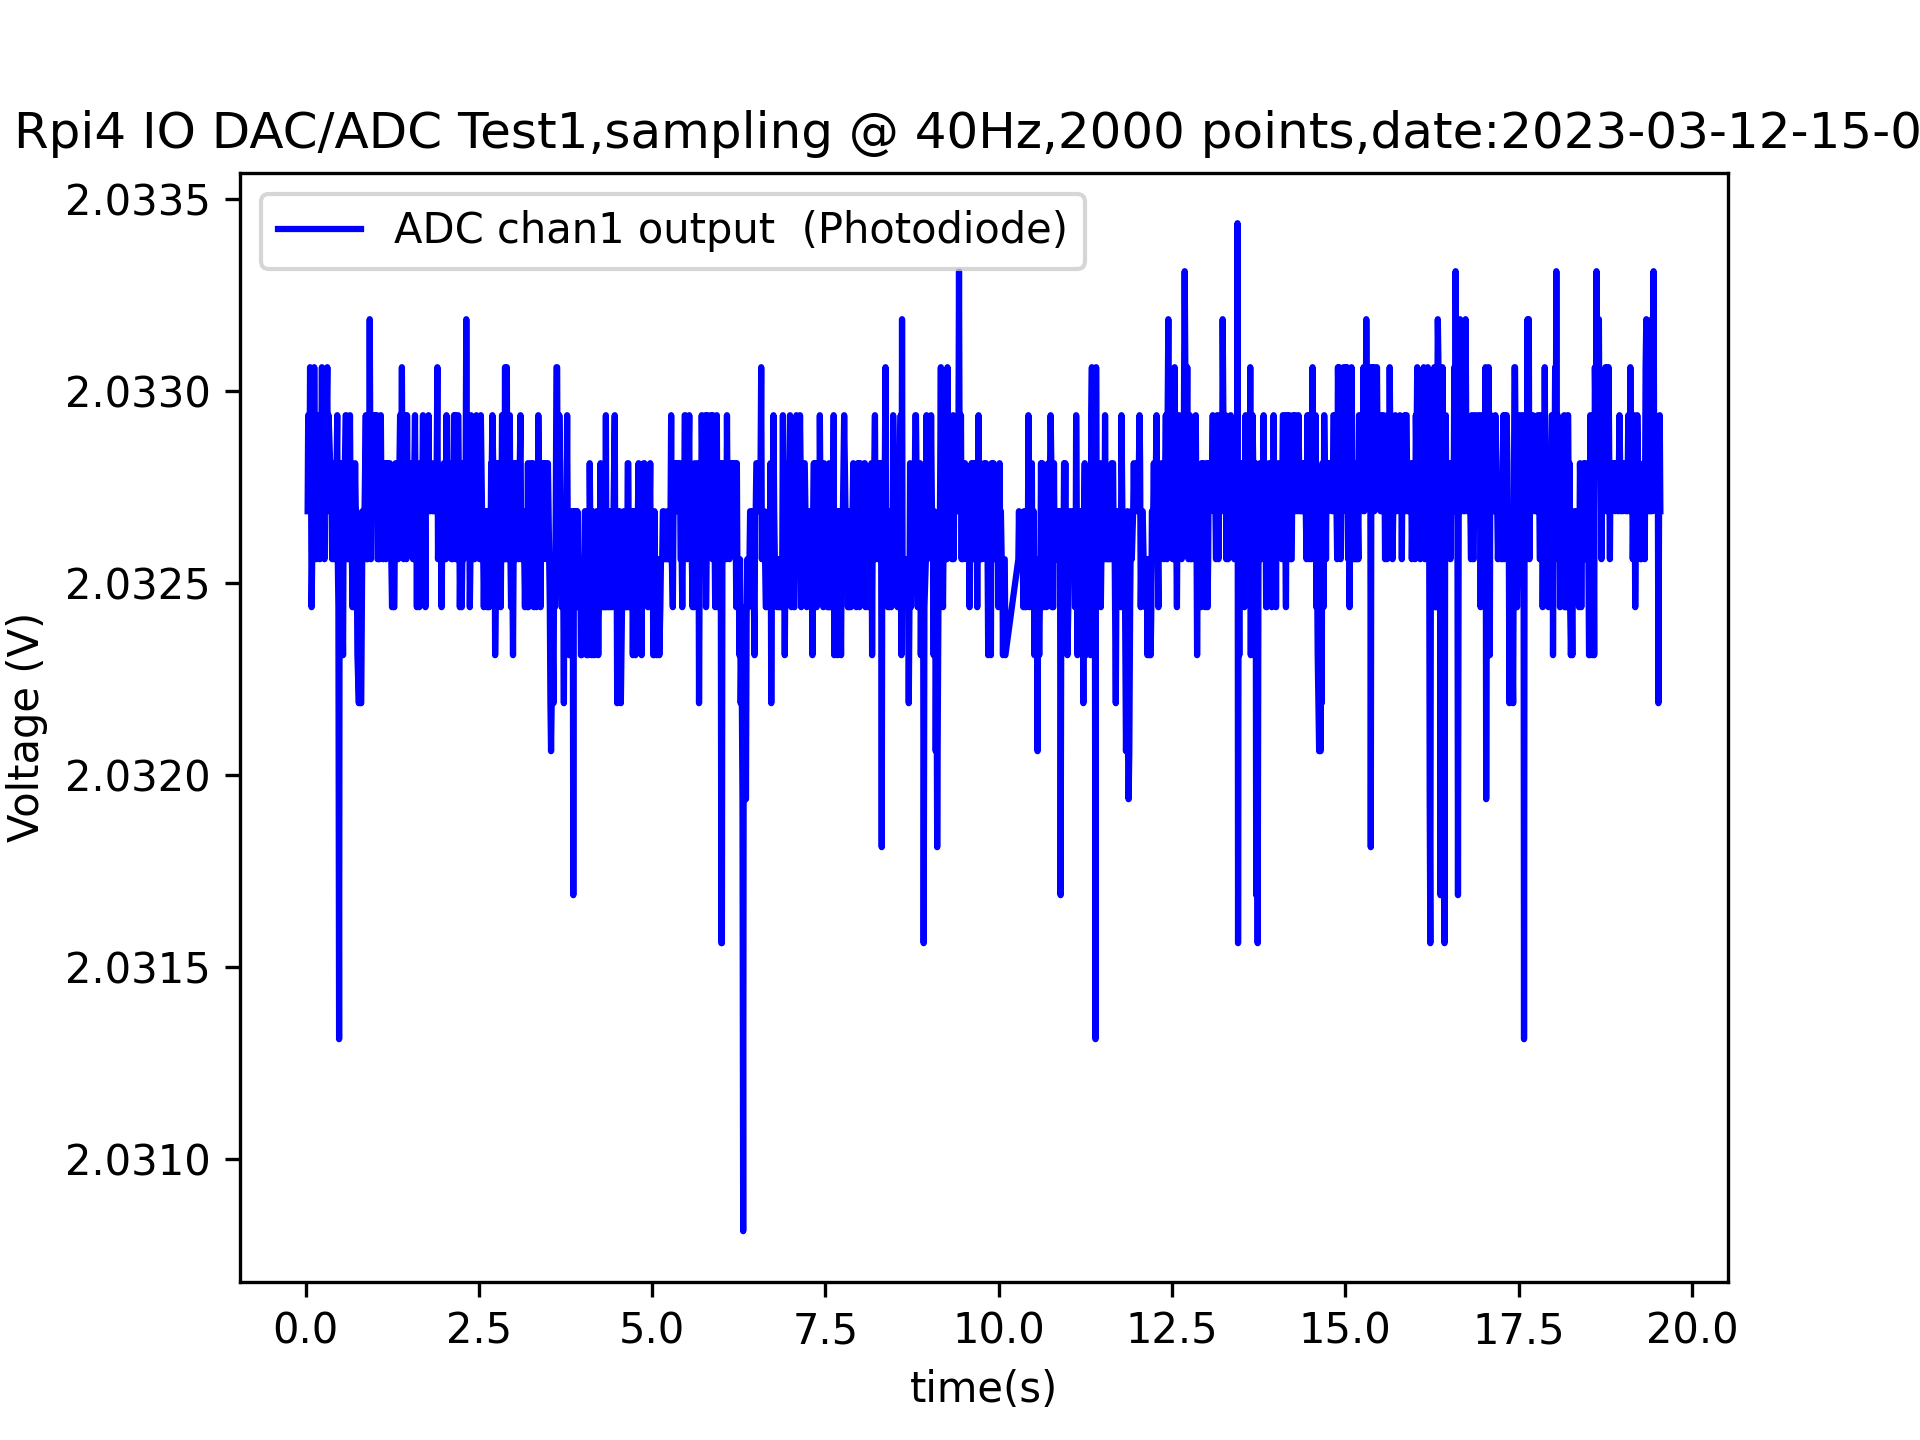 Rpi4 IO DAC/ADC Test1,sampling @ 40Hz,2000 points,date:2023-03-12-15-0
ADC chan1 output  (Photodiode)
2.0335
2.0330
2.0325
2.0320
2.0315
2.0310
Voltage (V)
0.0 2.5 5.0 7.5 10.0 12.5 15.0 17.5 20.0
time(s)